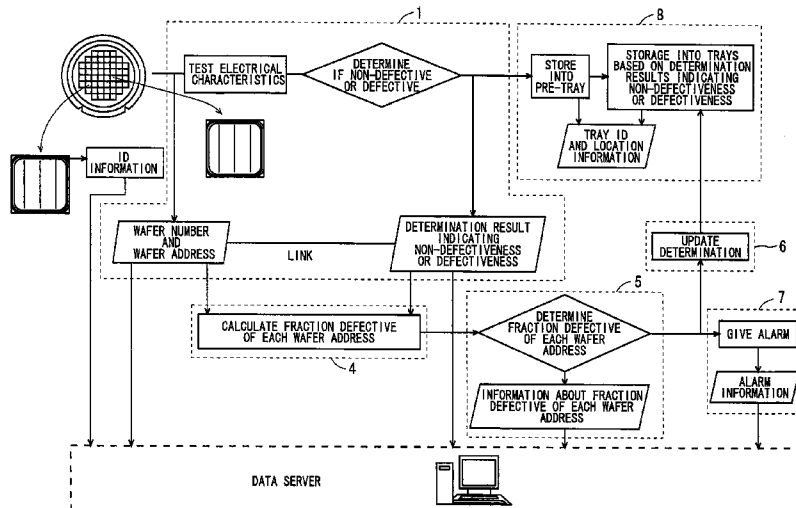 1
8
TEST ELECTRICAL
CHARACTERISTICS
DETERMINE
IF NON-DEFECTIVE
OR DEFECTIVE
STORE
INTO
PRE-TRAY
STORAGE INTO TRAYS
BASED ON DETERMINATION
RESULTS INDICATING
NON-DEFECTIVENESS
OR DEFECTIVENESS
TRAY ID
AND LOCATION
INFORMATION
ID
INFORMATION
WAFER NUMBER
AND
WAFER ADDRESS
LINK
DETERMINATION RESULT
INDICATING
NON-DEFECTIVENESS
OR DEFECTIVENESS
UPDATE
DETERMINATION
6
5
7
CALCULATE FRACTION DEFECTIVE
OF EACH WAFER ADDRESS
4
DETERMINE
FRACTION DEFECTIVE
OF EACH WAFER
ADDRESS
GIVE ALARM
INFORMATION ABOUT FRACTION
DEFECTIVE OF EACH WAFER
ADDRESS
ALARM
INFORMATION
DATA SERVER